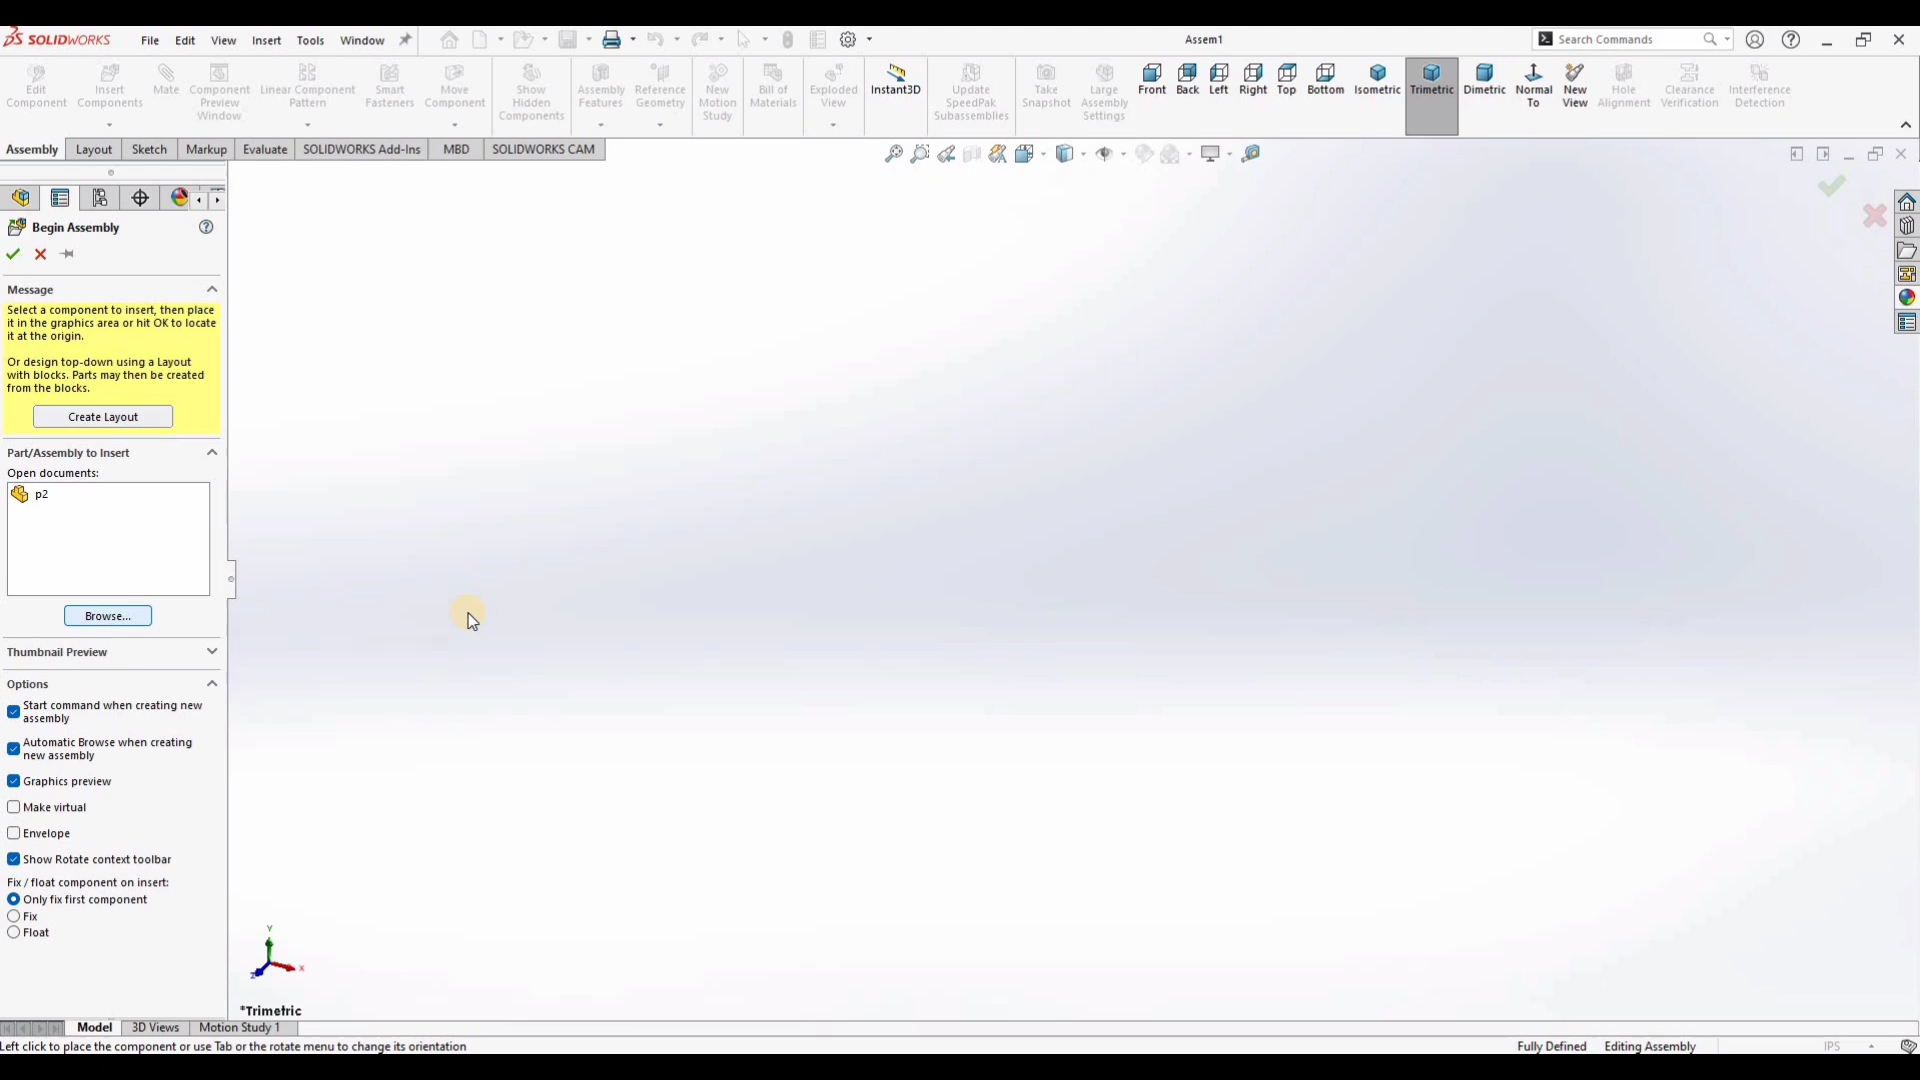 SOLIDWORKS File Edit View Insert Tools Window Assem1 Search Commands
Edit Component
Insert Components
Mate
Component Preview Window
Linear Component Pattern
Smart Fasteners
Move Component
Show Hidden Components
Assembly Features
Reference Geometry
New Motion Study
Bill of Materials
Exploded View
Instant3D
Update SpeedPak Subassemblies
Take Snapshot
Large Assembly Settings
Front
Back
Left
Right
Top
Bottom
Isometric
Trimetric
Dimetric
Normal To
New View
Hole Alignment
Clearance Verification
Interference Detection
Assembly Layout Sketch Markup Evaluate SOLIDWORKS Add-Ins MBD SOLIDWORKS CAM
Begin Assembly
Message
Select a component to insert, then place
it in the graphics area or hit OK to locate
it at the origin.
Or design top-down using a Layout
with blocks. Parts may then be created
from the blocks.
Create Layout
Part/Assembly to Insert
Open documents:
p2
Browse...
Thumbnail Preview
Options
Start command when creating new
assembly
Automatic Browse when creating
new assembly
Graphics preview
Make virtual
Envelope
Show Rotate context toolbar
Fix / float component on insert:
Only fix first component
Fix
Float
Y
X
Z
*Trimetric
Model 3D Views Motion Study 1
Left click to place the component or use Tab or the rotate menu to change its orientation Fully Defined Editing Assembly IPS